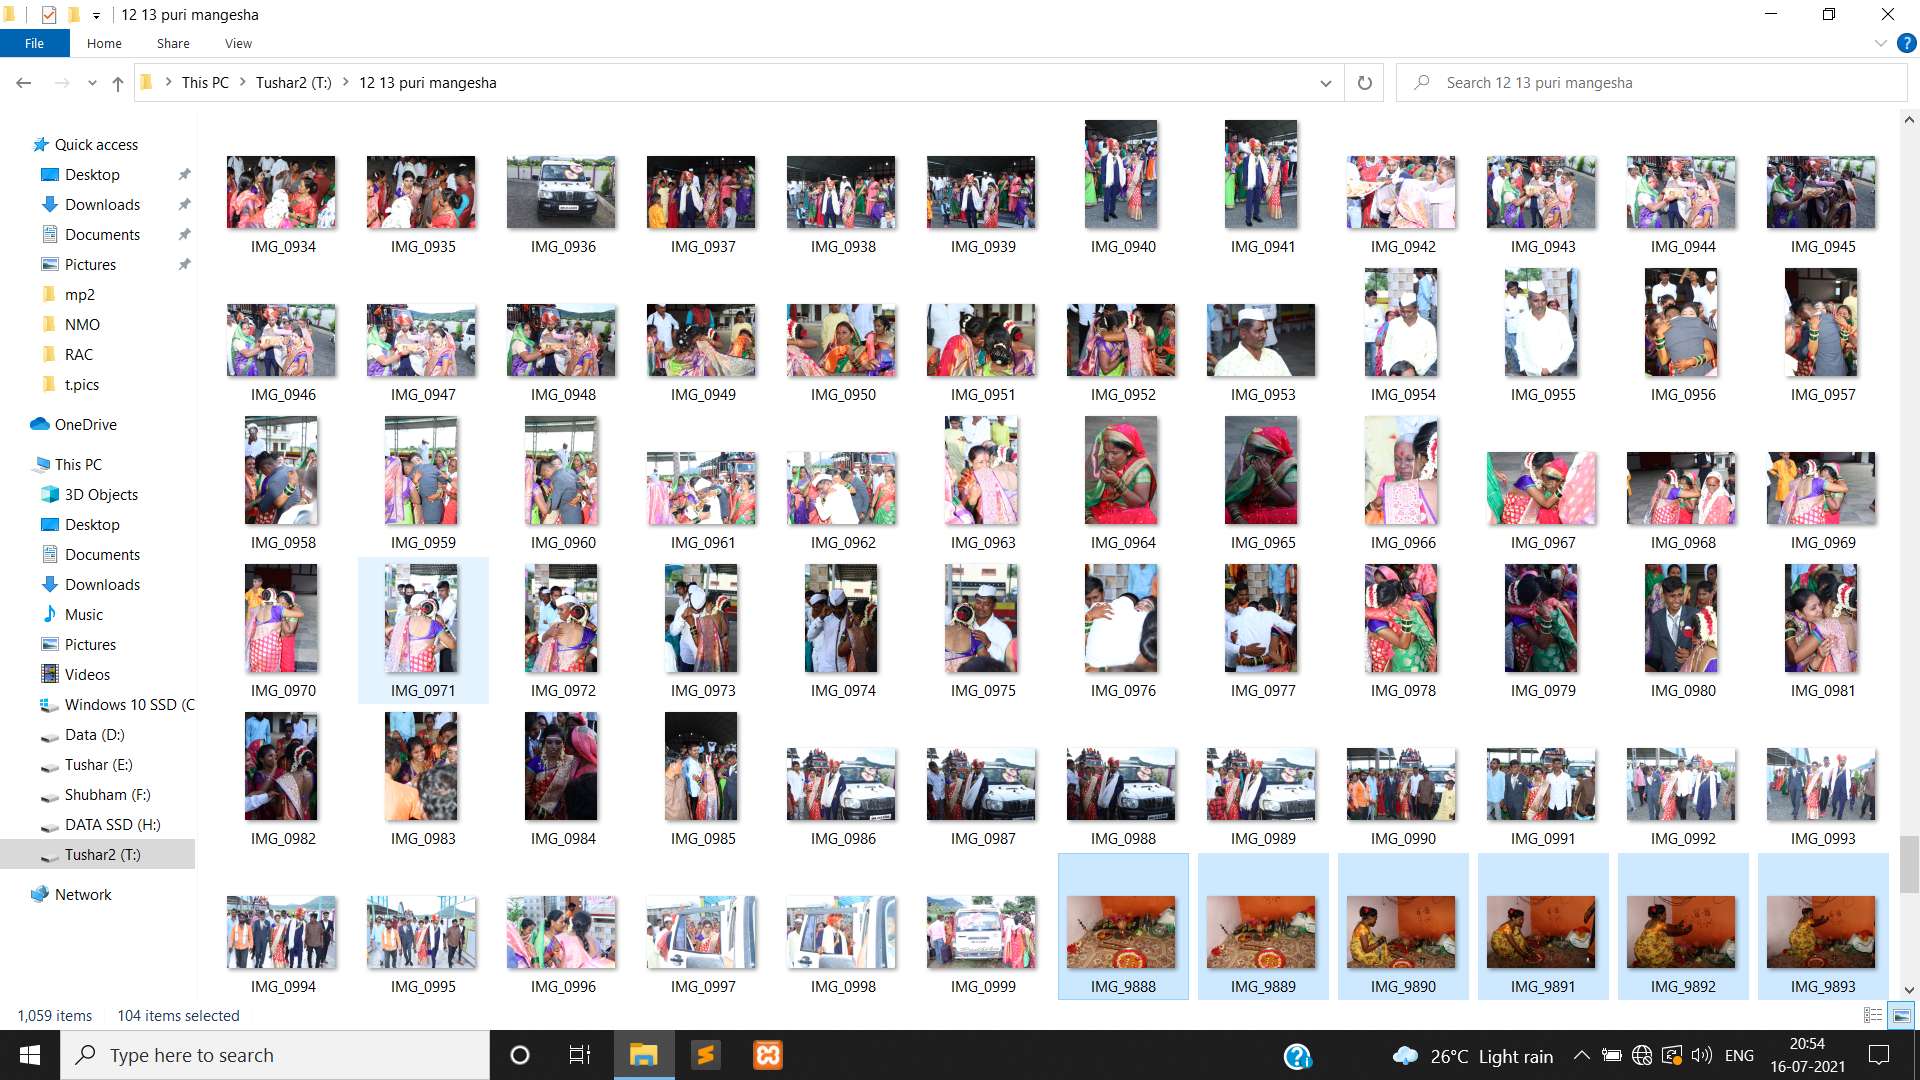 12 13 puri mangesha
File Home Share View
This PC Tushar2 (T:) 12 13 puri mangesha
Search 12 13 puri mangesha
Quick access
Desktop
Downloads
Documents
Pictures
mp2
NMO
RAC
t.pics
OneDrive
This PC
3D Objects
Desktop
Documents
Downloads
Music
Pictures
Videos
Windows 10 SSD (C
Data (D:)
Tushar (E:)
Shubham (F:)
DATA SSD (H:)
Tushar2 (T:)
Network
IMG_0934 IMG_0935 IMG_0936 IMG_0937 IMG_0938 IMG_0939 IMG_0940 IMG_0941 IMG_0942 IMG_0943 IMG_0944 IMG_0945
IMG_0946 IMG_0947 IMG_0948 IMG_0949 IMG_0950 IMG_0951 IMG_0952 IMG_0953 IMG_0954 IMG_0955 IMG_0956 IMG_0957
IMG_0958 IMG_0959 IMG_0960 IMG_0961 IMG_0962 IMG_0963 IMG_0964 IMG_0965 IMG_0966 IMG_0967 IMG_0968 IMG_0969
IMG_0970 IMG_0971 IMG_0972 IMG_0973 IMG_0974 IMG_0975 IMG_0976 IMG_0977 IMG_0978 IMG_0979 IMG_0980 IMG_0981
IMG_0982 IMG_0983 IMG_0984 IMG_0985 IMG_0986 IMG_0987 IMG_0988 IMG_0989 IMG_0990 IMG_0991 IMG_0992 IMG_0993
IMG_0994 IMG_0995 IMG_0996 IMG_0997 IMG_0998 IMG_0999 IMG_9888 IMG_9889 IMG_9890 IMG_9891 IMG_9892 IMG_9893
1,059 items 104 items selected
Type here to search
26°C Light rain
ENG
20:54
16-07-2021